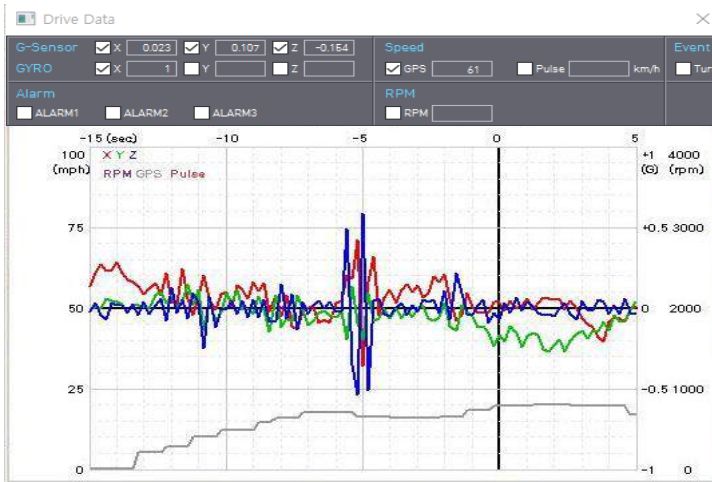 Drive Data
G-Sensor X 0.023 Y 0.107 Z -0.154 Speed Event
GYRO X 1 Y Z GPS 61 Pulse km/h Tur
Alarm RPM
ALARM1 ALARM2 ALARM3 RPM
-15 (sec) -10 -5 0 5
100 X Y Z +1 4000
(mph) (G) (rpm)
RPM GPS Pulse
75 +0.5 3000
50 0 2000
25 -0.5 1000
0 -1 0